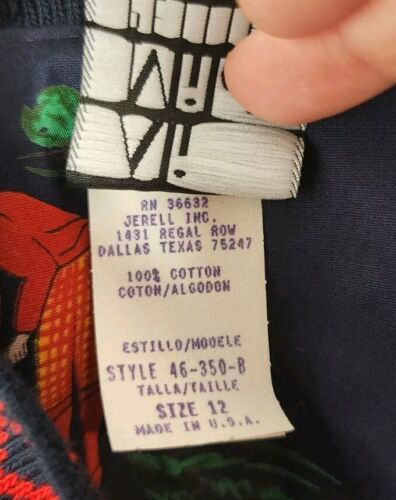 RN 36632
JERELL INC.
1431 REGAL ROW
DALLAS TEXAS 75247
100% COTTON
COTON/ALGODON
ESTILLO/MODELE
STYLE 46-350-B
TALLA/TAILLE
SIZE 12
MADE IN U.S.A.